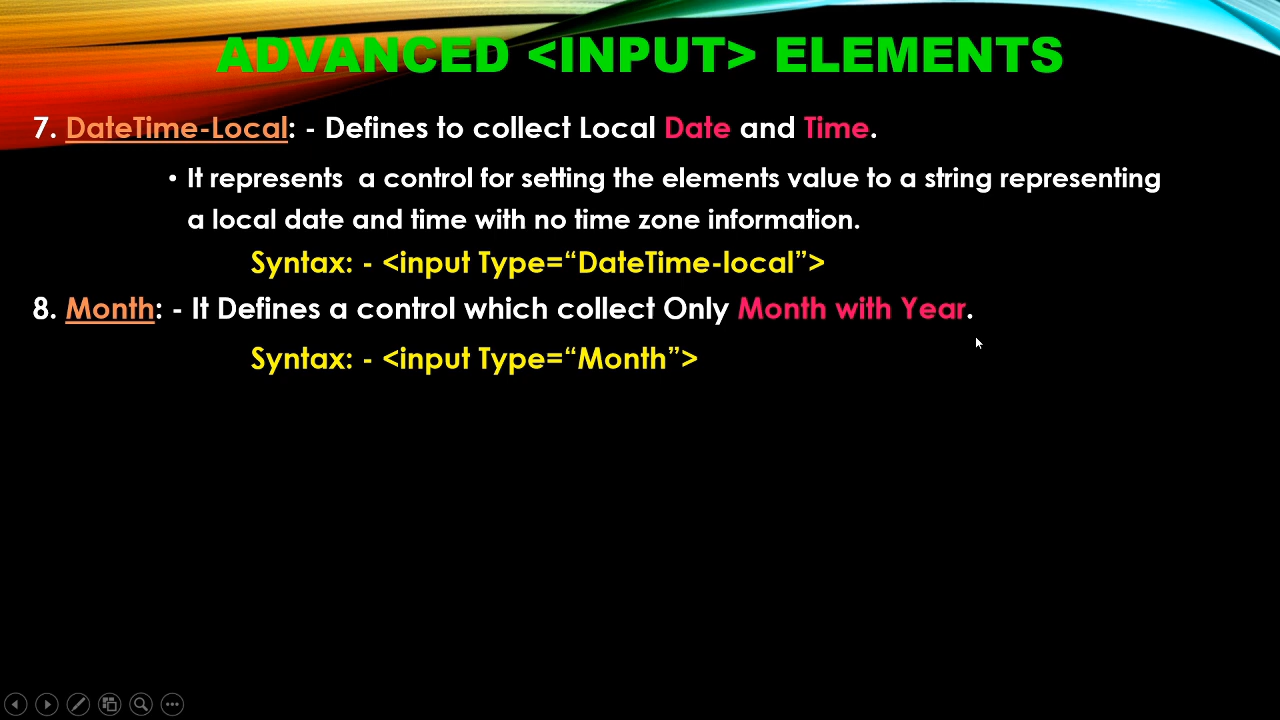 ADVANCED <INPUT> ELEMENTS
7. DateTime-Local: - Defines to collect Local Date and Time.
• It represents  a control for setting the elements value to a string representing
a local date and time with no time zone information.
Syntax: - <input Type=“DateTime-local”>
8. Month: - It Defines a control which collect Only Month with Year.
Syntax: - <input Type=“Month”>